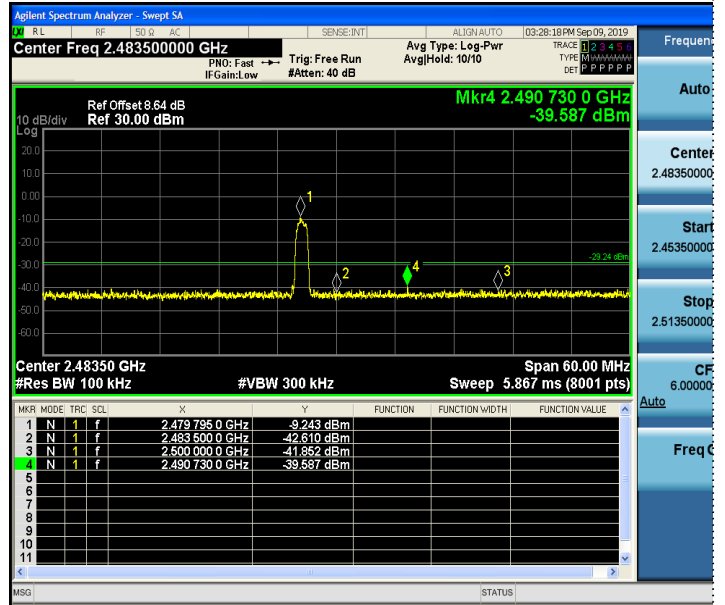 Agilent Spectrum Analyzer - Swept SA
LXI RL RF 50 Ω AC SENSE:INT ALIGN AUTO 03:28:18 PM Sep 09, 2019
Center Freq 2.483500000 GHz
PNO: Fast
IFGain:Low
Trig: Free Run
#Atten: 40 dB
Avg Type: Log-Pwr
Avg|Hold: 10/10
TRACE 1 2 3 4 5 6
TYPE M
DET P P P P P P
Ref Offset 8.64 dB
10 dB/div Ref 30.00 dBm
Log
Mkr4 2.490 730 0 GHz
-39.587 dBm
20.0
10.0
0.00
-10.0
-20.0
-30.0
-40.0
-50.0
-60.0
1
2
3
4
-29.24 dBm
Center 2.48350 GHz Span 60.00 MHz
#Res BW 100 kHz #VBW 300 kHz Sweep 5.867 ms (8001 pts)
MKR MODE TRC SCL X Y FUNCTION FUNCTION WIDTH FUNCTION VALUE
1 N 1 f 2.479 795 0 GHz -9.243 dBm
2 N 1 f 2.483 500 0 GHz -42.610 dBm
3 N 1 f 2.500 000 0 GHz -41.852 dBm
4 N 1 f 2.490 730 0 GHz -39.587 dBm
5
6
7
8
9
10
11
MSG STATUS
Frequen
Auto
Center
2.48350000
Start
2.45350000
Stop
2.51350000
CF
6.00000
Auto
Freq